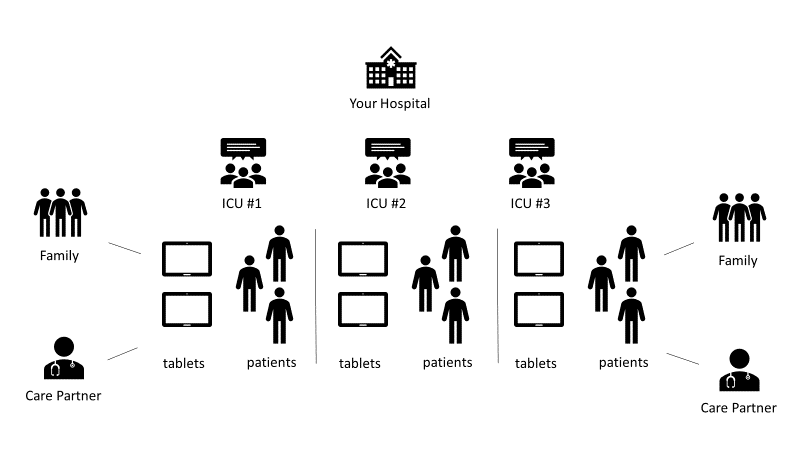 Your Hospital
ICU #1
ICU #2
ICU #3
Family
Family
tablets
patients
tablets
patients
tablets
patients
Care Partner
Care Partner